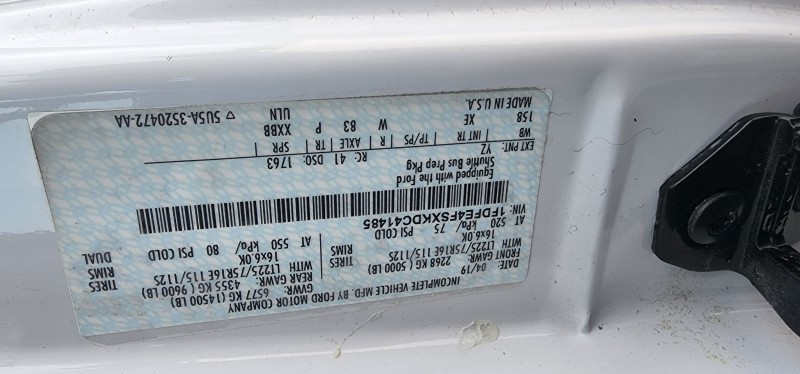 INCOMPLETE VEHICLE MFD. BY FORD MOTOR COMPANY
DATE: 04/19 GVWR: 6577 KG (14500 LB)
FRONT GAWR: 2268 KG (5000 LB) REAR GAWR: 4355 KG (9600 LB)
WITH LT225/75R16E 115/112S TIRES WITH LT225/75R16E 115/112S TIRES
16x6.0K RIMS 16x6.0K RIMS
AT 520 kPa/ 75 PSI COLD AT 550 kPa/ 80 PSI COLD DUAL
VIN: 1FDFE4FSXKDC41485
Equipped with the Ford
Shuttle Bus Prep Pkg
EXT PNT: YZ RC: 41 DSO: 1763
WB INT TR TP/PS R AXLE TR SPR
158 XE W 83 P XXBB
MADE IN U.S.A. ULN
▽ 5U5A-3520472-AA